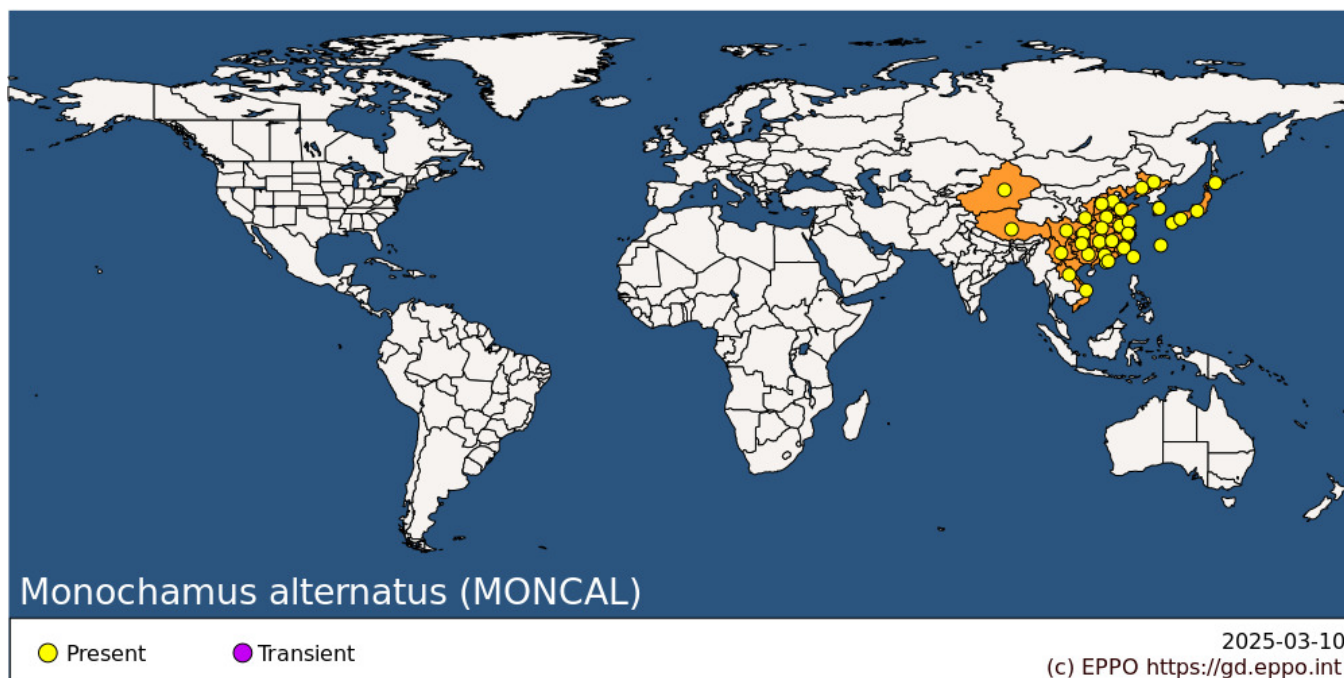 Monochamus alternatus (MONCAL)
Present
Transient
2025-03-10
(c) EPPO https://gd.eppo.int